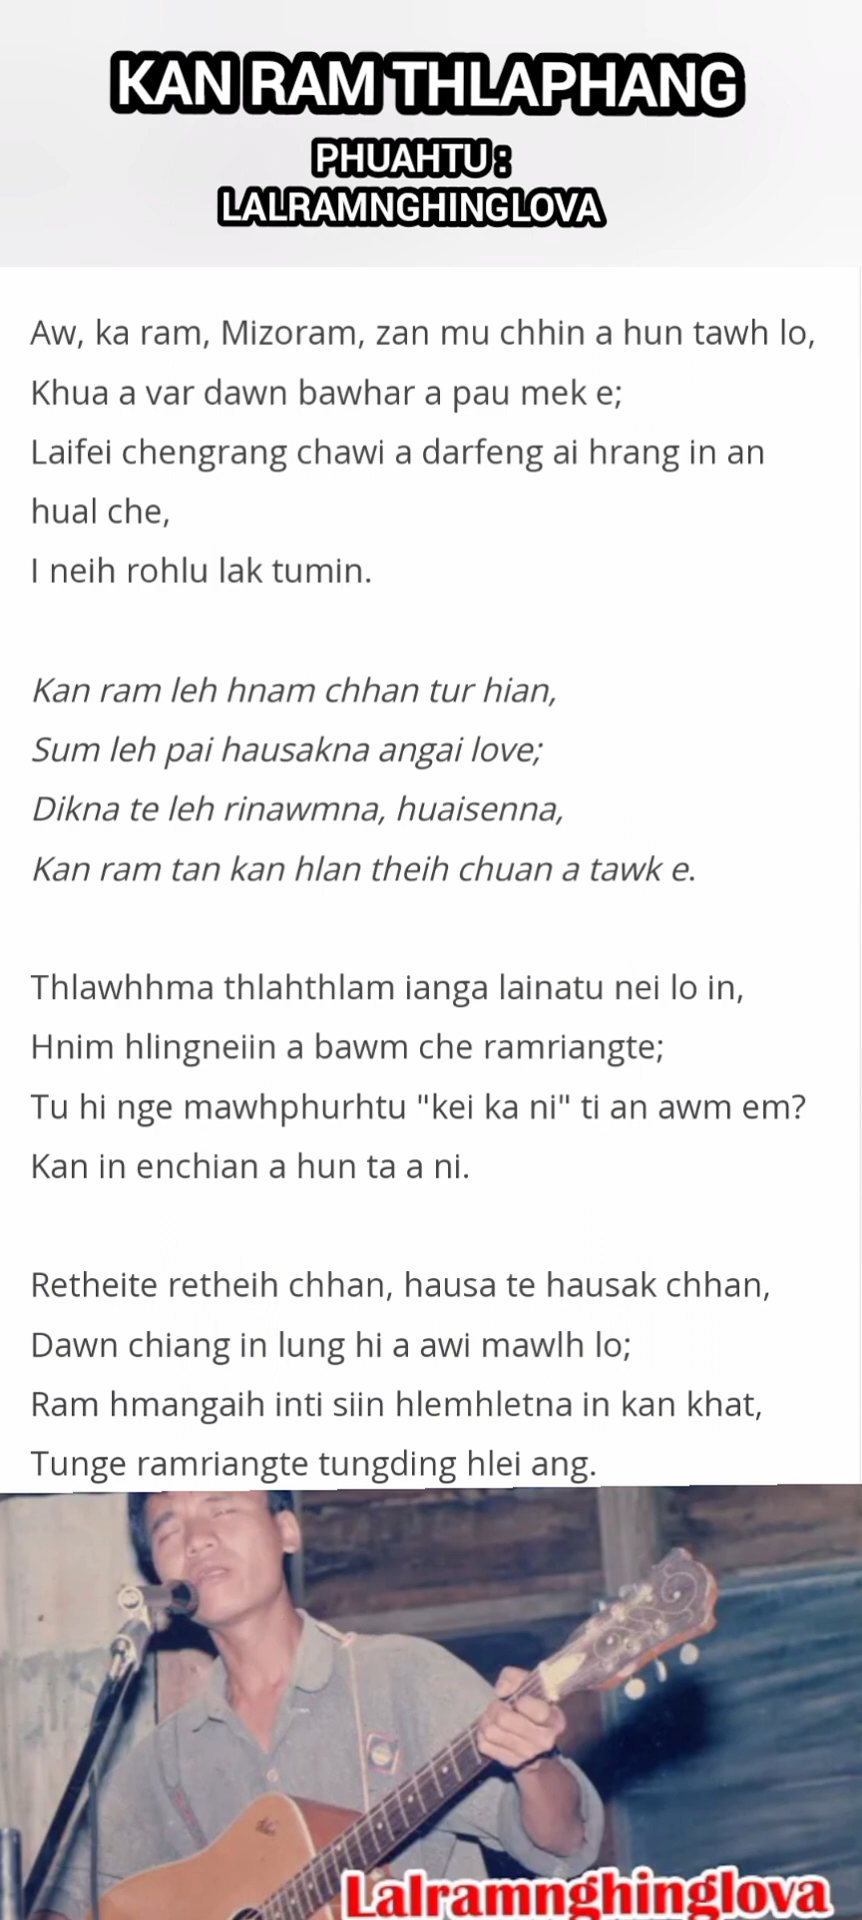 KAN RAM THLAPHANG
PHUAHTU :
LALRAMNGHINGLOVA
Aw, ka ram, Mizoram, zan mu chhin a hun tawh lo,
Khua a var dawn bawhar a pau mek e;
Laifei chengrang chawi a darfeng ai hrang in an
hual che,
I neih rohlu lak tumin.
Kan ram leh hnam chhan tur hian,
Sum leh pai hausakna angai love;
Dikna te leh rinawmna, huaisenna,
Kan ram tan kan hlan theih chuan a tawk e.
Thlawhhma thlahthlam ianga lainatu nei lo in,
Hnim hlingneiin a bawm che ramriangte;
Tu hi nge mawhphurhtu "kei ka ni" ti an awm em?
Kan in enchian a hun ta a ni.
Retheite retheih chhan, hausa te hausak chhan,
Dawn chiang in lung hi a awi mawlh lo;
Ram hmangaih inti siin hlemhletna in kan khat,
Tunge ramriangte tungding hlei ang.
Lalramnghinglova